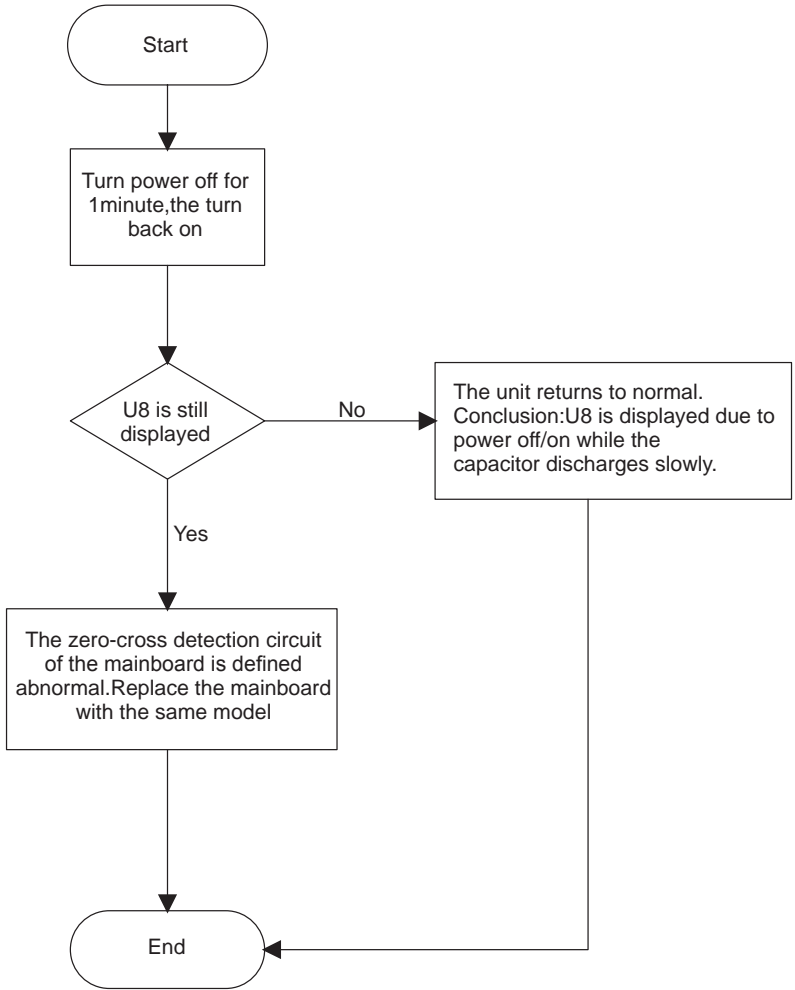 Start
Turn power off for
1minute,the turn
back on
U8 is still
displayed
No
The unit returns to normal.
Conclusion:U8 is displayed due to
power off/on while the
capacitor discharges slowly.
Yes
The zero-cross detection circuit
of the mainboard is defined
abnormal.Replace the mainboard
with the same model
End